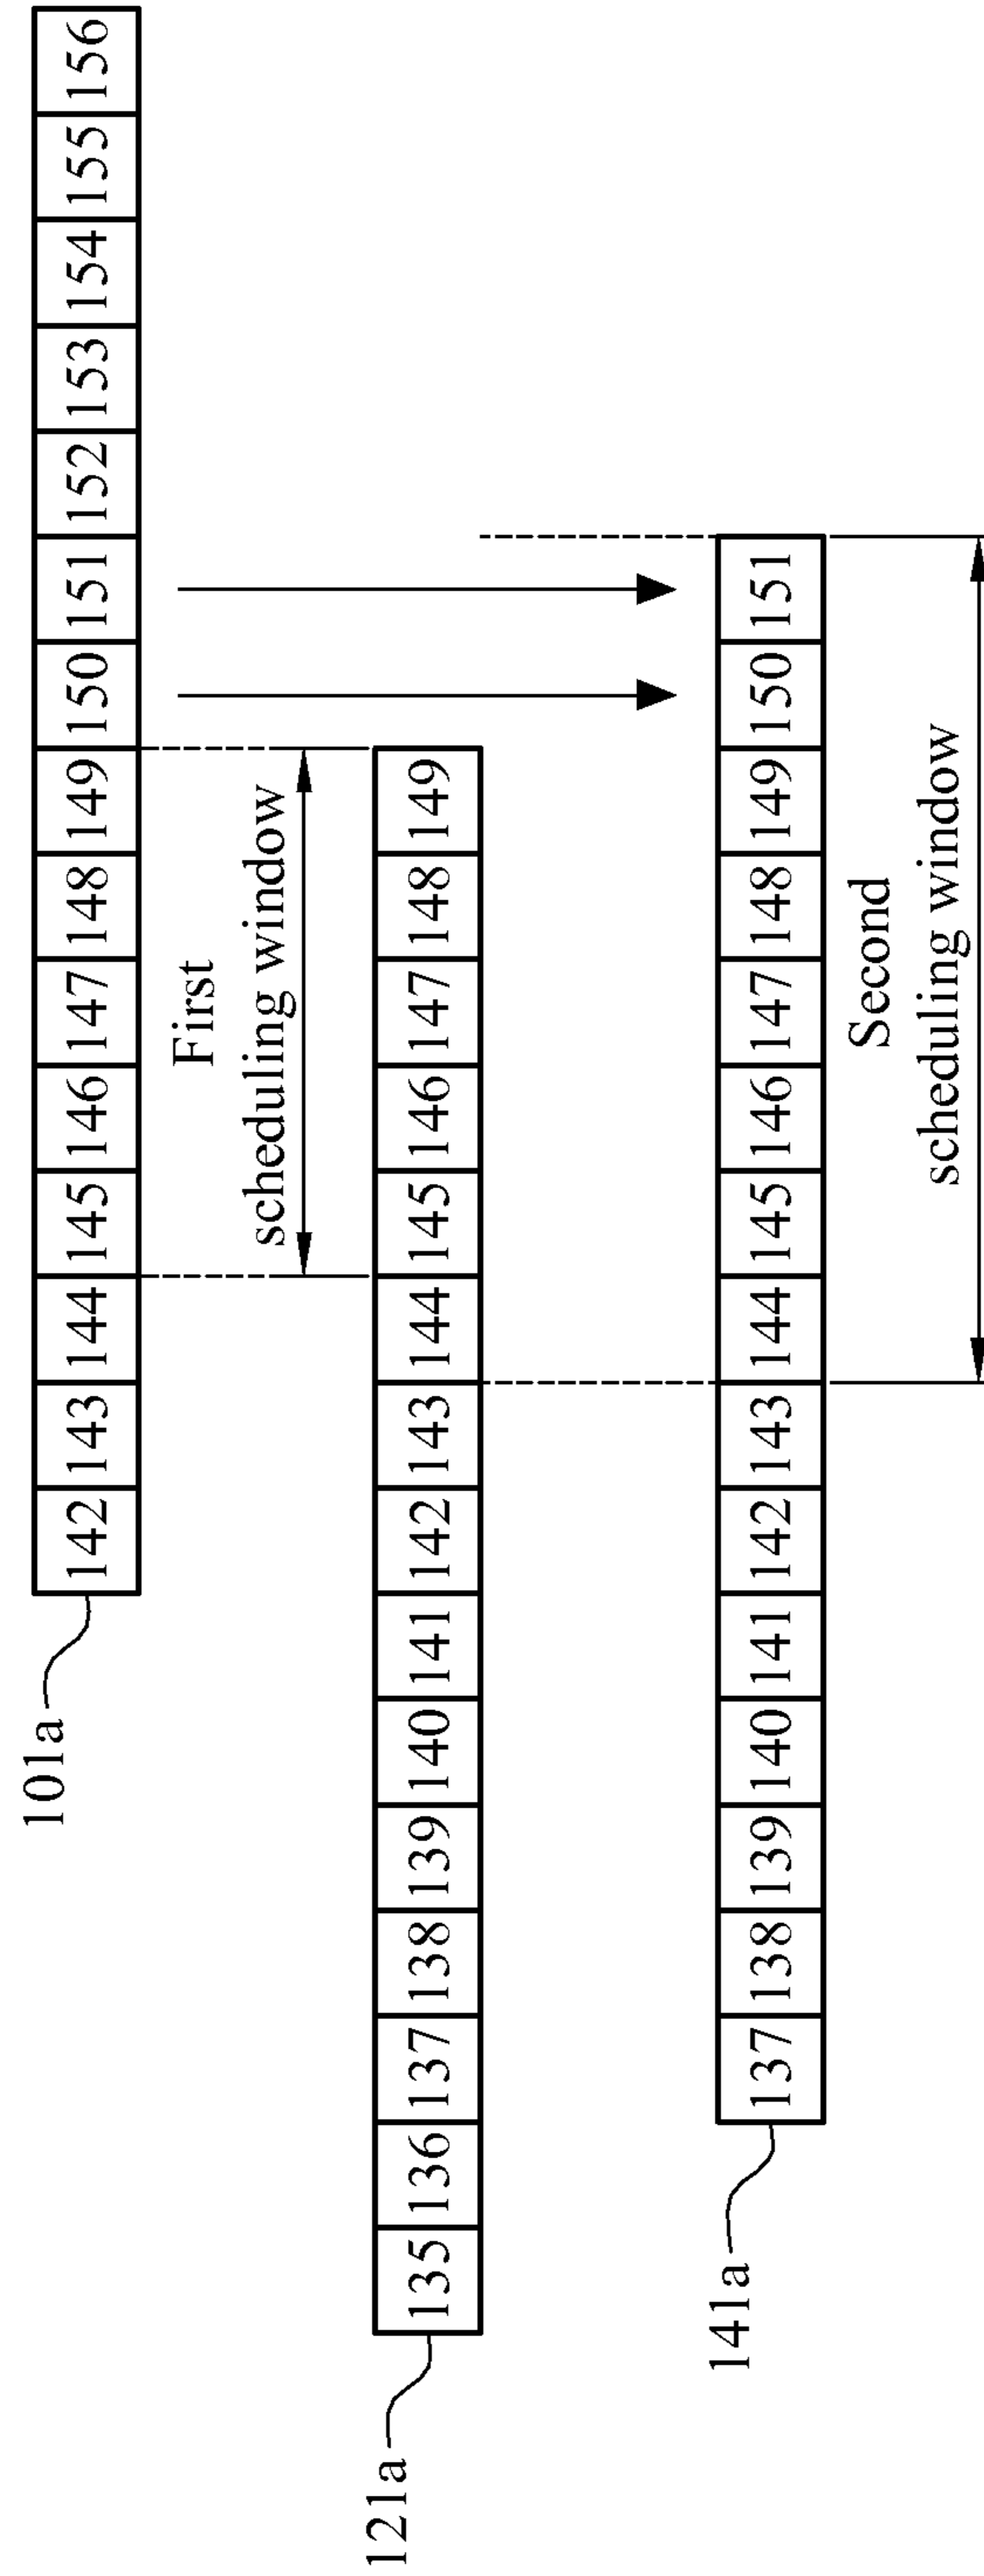 101a
142 143 144 145 146 147 148 149 150 151 152 153 154 155 156
First
scheduling window
121a
135 136 137 138 139 140 141 142 143 144 145 146 147 148 149
141a
137 138 139 140 141 142 143 144 145 146 147 148 149 150 151
Second
scheduling window